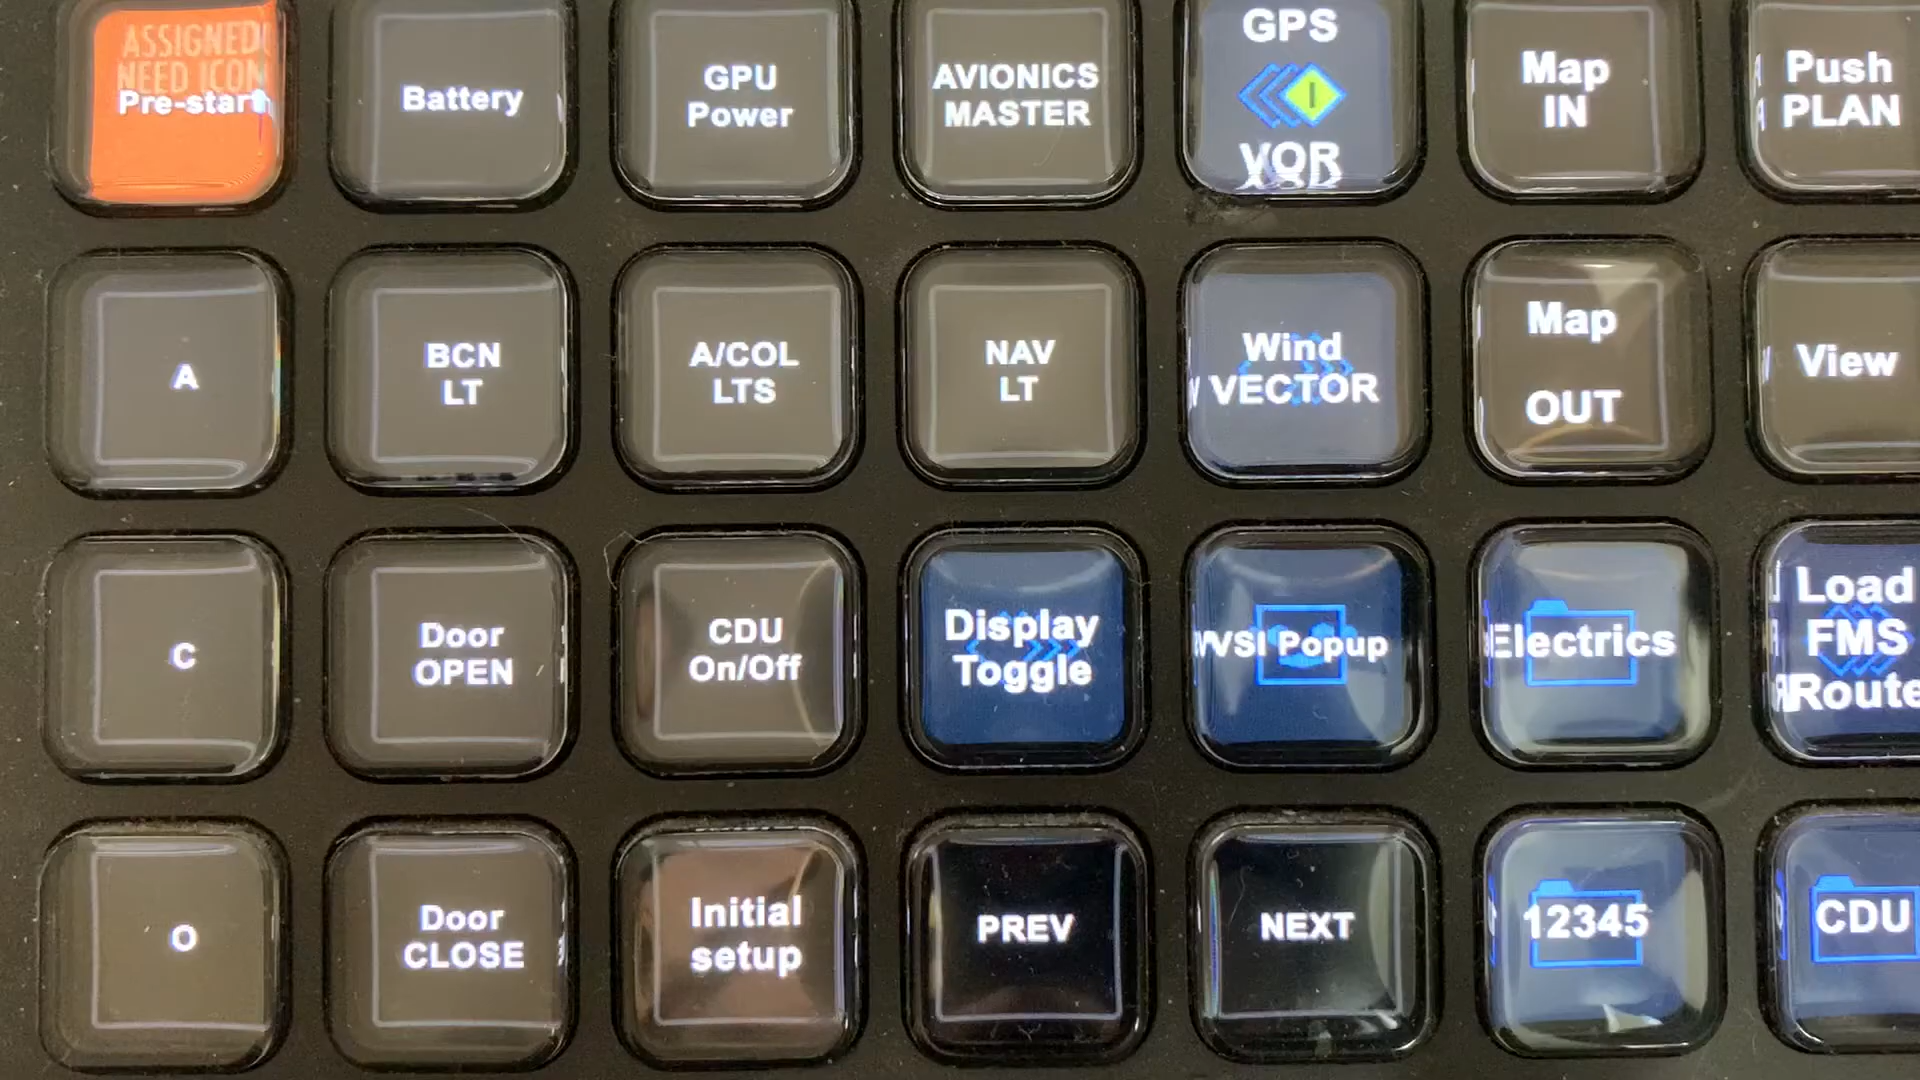 ASSIGNED
NEED ICON
Pre-start
Battery
GPU
Power
AVIONICS
MASTER
GPS
VOR
Map
IN
Push
PLAN
A
BCN
LT
A/COL
LTS
NAV
LT
Wind
VECTOR
Map
OUT
View
C
Door
OPEN
CDU
On/Off
Display
Toggle
VVSI Popup
Electrics
Load
FMS
Route
O
Door
CLOSE
Initial
setup
PREV
NEXT
12345
CDU